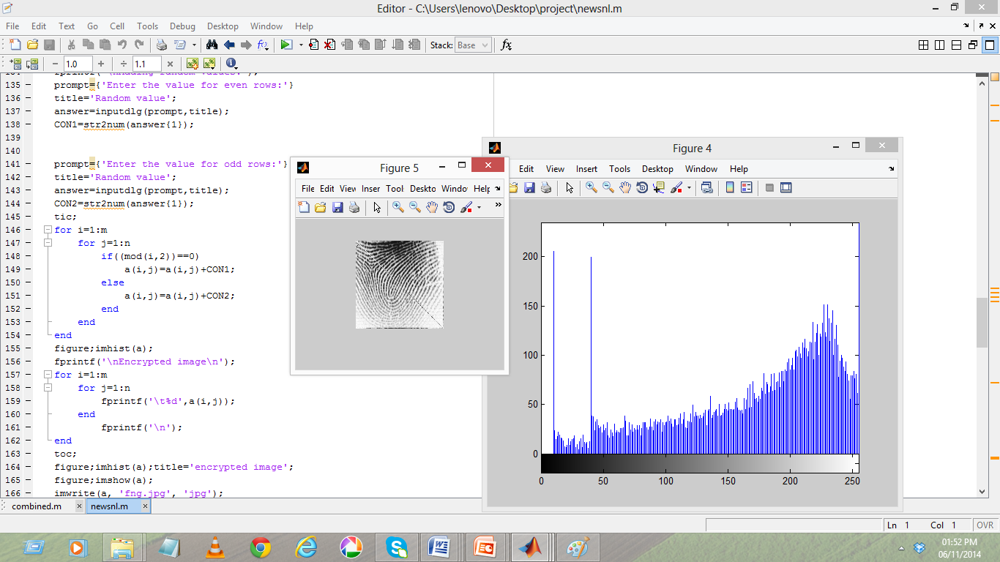 Editor - C:\Users\lenovo\Desktop\project\newsnl.m
File Edit Text Go Cell Tools Debug Desktop Window Help
Stack: Base fx
1.0 1.1
135 prompt={'Enter the value for even rows:'}
136 title='Random value';
137 answer=inputdlg(prompt,title);
138 CON1=str2num(answer{1});
139
140
141 prompt={'Enter the value for odd rows:'}
142 title='Random value';
143 answer=inputdlg(prompt,title);
144 CON2=str2num(answer{1});
145 tic;
146 for i=1:m
147 for j=1:n
148 if((mod(i,2))==0)
149 a(i,j)=a(i,j)+CON1;
150 else
151 a(i,j)=a(i,j)+CON2;
152 end
153 end
154 end
155 figure;imhist(a);
156 fprintf('\nEncrypted image\n');
157 for i=1:m
158 for j=1:n
159 fprintf('\t%d',a(i,j));
160 end
161 fprintf('\n');
162 end
163 toc;
164 figure;imhist(a);title='encrypted image';
165 figure;imshow(a);
166 imwrite(a, 'fng.jpg', 'jpg');
Figure 5
File Edit View Inser Tool Deskto Windo Help
Figure 4
Edit View Insert Tools Desktop Window Help
200
150
100
50
0
0 50 100 150 200 250
combined.m newsnl.m
Ln 1 Col 1 OVR
01:52 PM
06/11/2014